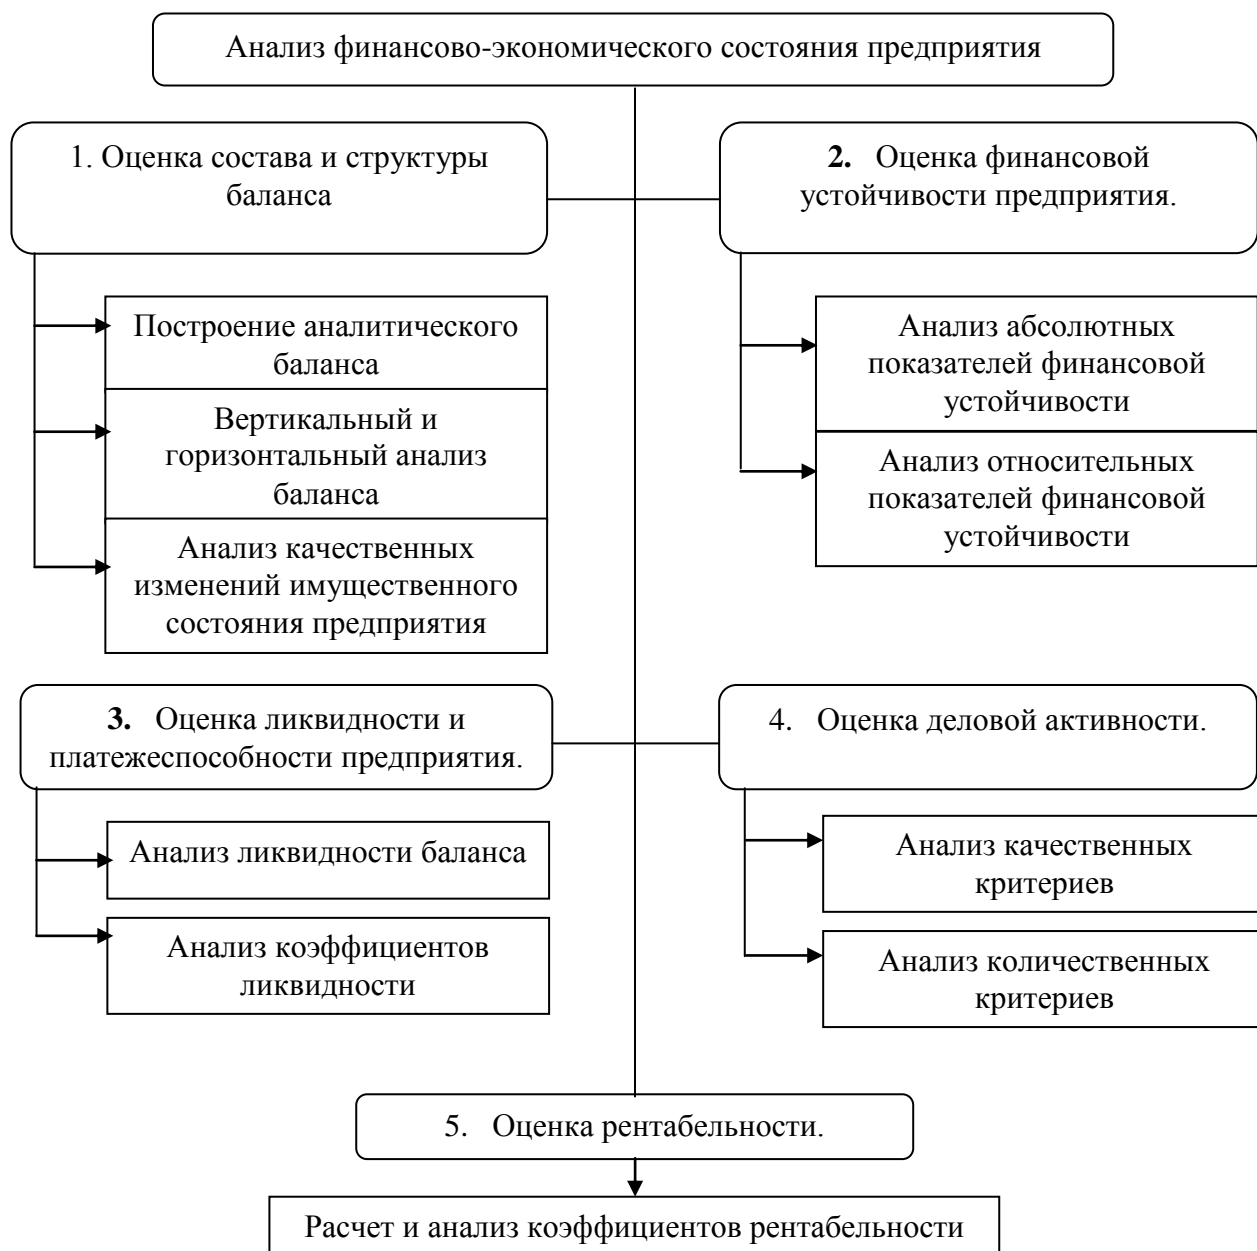 Анализ финансово-экономического состояния предприятия
1. Оценка состава и структуры
баланса
Построение аналитического
баланса
Вертикальный и
горизонтальный анализ
баланса
Анализ качественных
изменений имущественного
состояния предприятия
2. Оценка финансовой
устойчивости предприятия.
Анализ абсолютных
показателей финансовой
устойчивости
Анализ относительных
показателей финансовой
устойчивости
3. Оценка ликвидности и
платежеспособности предприятия.
Анализ ликвидности баланса
Анализ коэффициентов
ликвидности
4. Оценка деловой активности.
Анализ качественных
критериев
Анализ количественных
критериев
5. Оценка рентабельности.
Расчет и анализ коэффициентов рентабельности